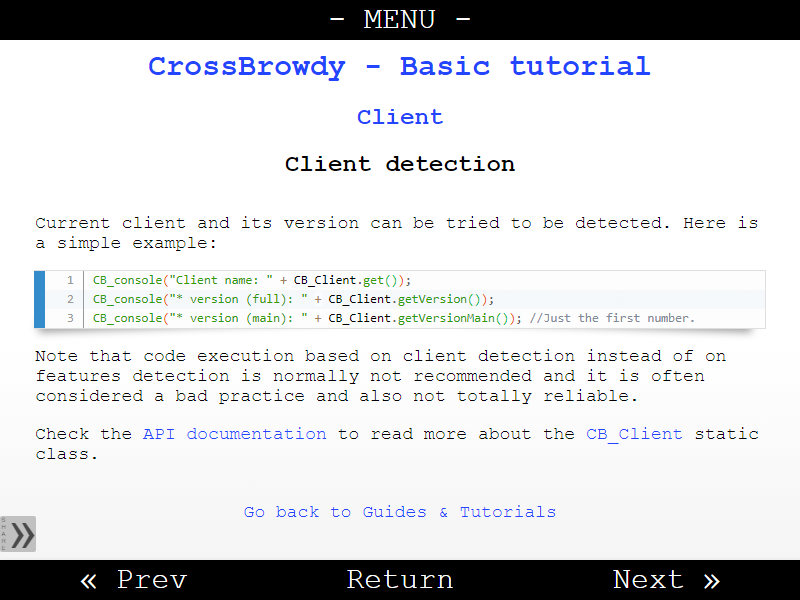 - MENU -
CrossBrowdy - Basic tutorial
Client
Client detection
Current client and its version can be tried to be detected. Here is
a simple example:
1 CB_console("Client name: " + CB_Client.get());
2 CB_console("* version (full): " + CB_Client.getVersion());
3 CB_console("* version (main): " + CB_Client.getVersionMain()); //Just the first number.
Note that code execution based on client detection instead of on
features detection is normally not recommended and it is often
considered a bad practice and also not totally reliable.
Check the API documentation to read more about the CB_Client static
class.
Go back to Guides & Tutorials
SHARE »
« Prev Return Next »